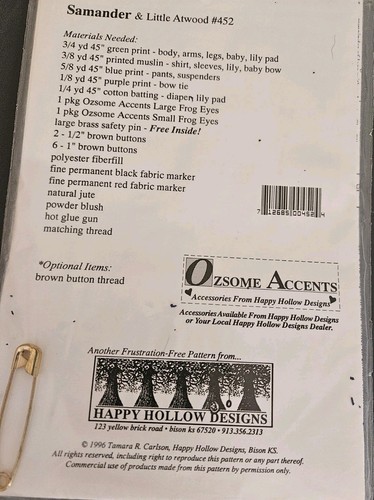 Samander & Little Atwood #452
Materials Needed:
3/4 yd 45" green print - body, arms, legs, baby, lily pad
3/8 yd 45" printed muslin - shirt, sleeves, lily, baby bow
5/8 yd 45" blue print - pants, suspenders
1/8 yd 45" purple print - bow tie
1/4 yd 45" cotton batting - diaper, lily pad
1 pkg Ozsome Accents Large Frog Eyes
1 pkg Ozsome Accents Small Frog Eyes
large brass safety pin - Free Inside!
2 - 1/2" brown buttons
6 - 1" brown buttons
polyester fiberfill
fine permanent black fabric marker
fine permanent red fabric marker
natural jute
powder blush
hot glue gun
matching thread
7 12685 00452 4
*Optional Items:
brown button thread
OZSOME ACCENTS
Accessories From Happy Hollow Designs
Accessories Available From Happy Hollow Designs
or Your Local Happy Hollow Designs Dealer.
Another Frustration-Free Pattern from...
HAPPY HOLLOW DESIGNS
123 yellow brick road • bison ks 67520 • 913.356.2313
© 1996 Tamara R. Carlson, Happy Hollow Designs, Bison KS.
All rights reserved, including right to reproduce this pattern or any part thereof.
Commercial use of products made from this pattern by permission only.